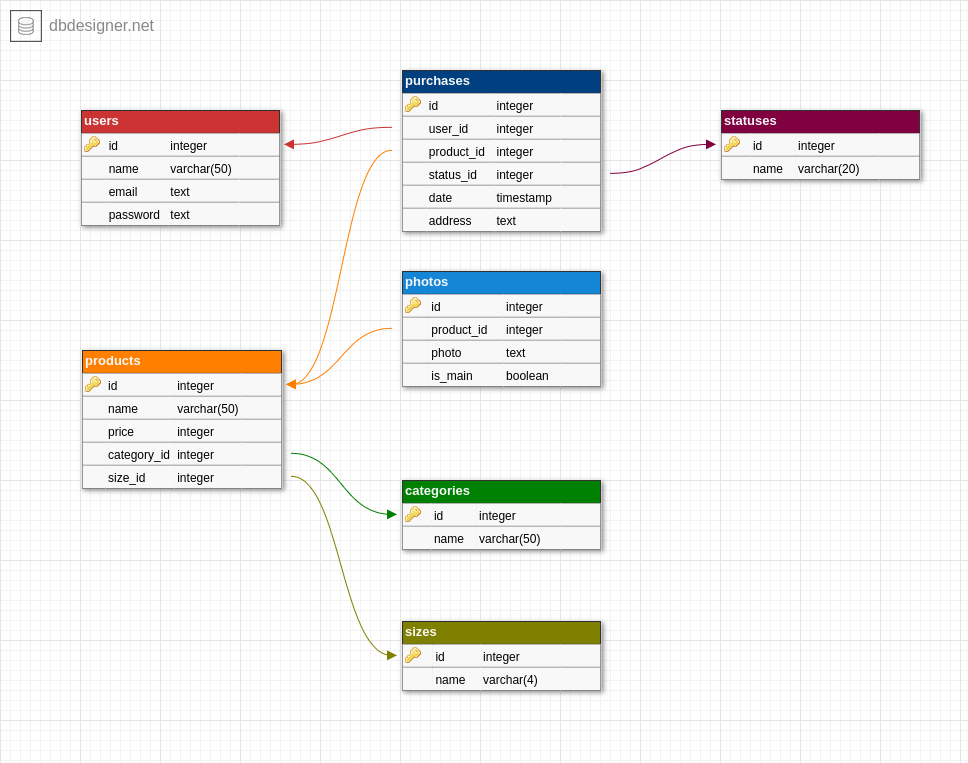 dbdesigner.net
users
id integer
name varchar(50)
email text
password text
purchases
id integer
user_id integer
product_id integer
status_id integer
date timestamp
address text
statuses
id integer
name varchar(20)
photos
id integer
product_id integer
photo text
is_main boolean
products
id integer
name varchar(50)
price integer
category_id integer
size_id integer
categories
id integer
name varchar(50)
sizes
id integer
name varchar(4)